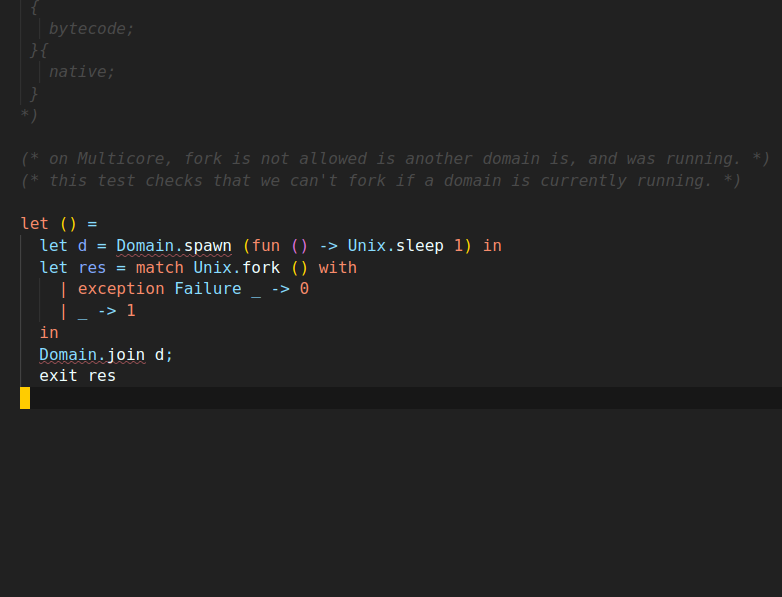 {
bytecode;
}{
native;
}
*)
(* on Multicore, fork is not allowed is another domain is, and was running. *)
(* this test checks that we can't fork if a domain is currently running. *)
let () =
let d = Domain.spawn (fun () -> Unix.sleep 1) in
let res = match Unix.fork () with
| exception Failure _ -> 0
| _ -> 1
in
Domain.join d;
exit res